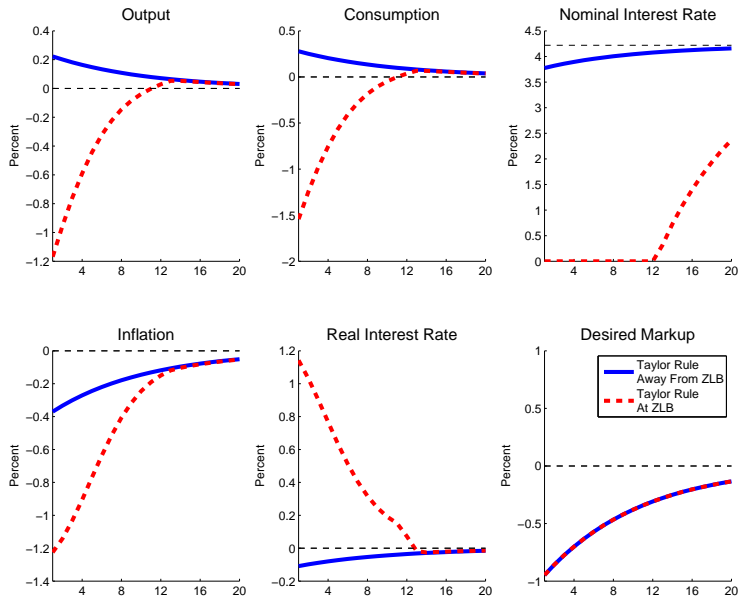 Output
Consumption
Nominal Interest Rate
Percent
0.4
0.2
0
−0.2
−0.4
−0.6
−0.8
−1
−1.2
4 8 12 16 20
Percent
0.5
0
−0.5
−1
−1.5
−2
4 8 12 16 20
Percent
4.5
4
3.5
3
2.5
2
1.5
1
0.5
0
4 8 12 16 20
Inflation
Real Interest Rate
Desired Markup
Percent
0
−0.2
−0.4
−0.6
−0.8
−1
−1.2
−1.4
4 8 12 16 20
Percent
1.2
1
0.8
0.6
0.4
0.2
0
−0.2
4 8 12 16 20
Percent
1
0.5
0
−0.5
−1
4 8 12 16 20
Taylor Rule
Away From ZLB
Taylor Rule
At ZLB